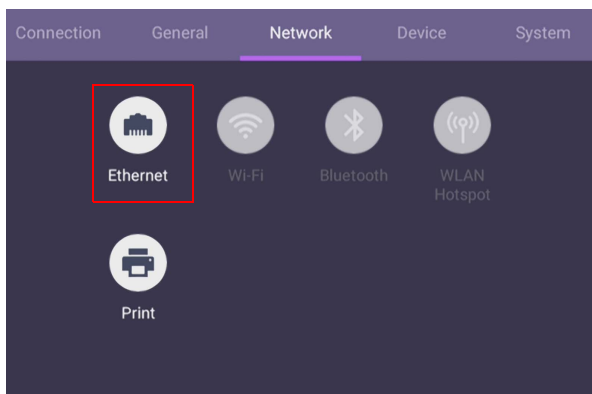 Connection General Network Device System
Ethernet Wi-Fi Bluetooth WLAN
Hotspot
Print